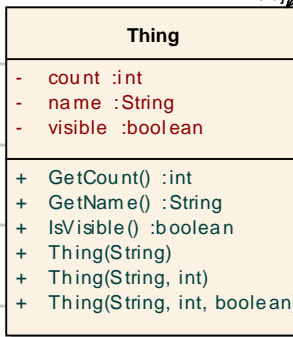 Thing
- count :int
- name :String
- visible :boolean
+ GetCount() :int
+ GetName() :String
+ IsVisible() :boolean
+ Thing(String)
+ Thing(String, int)
+ Thing(String, int, boolean